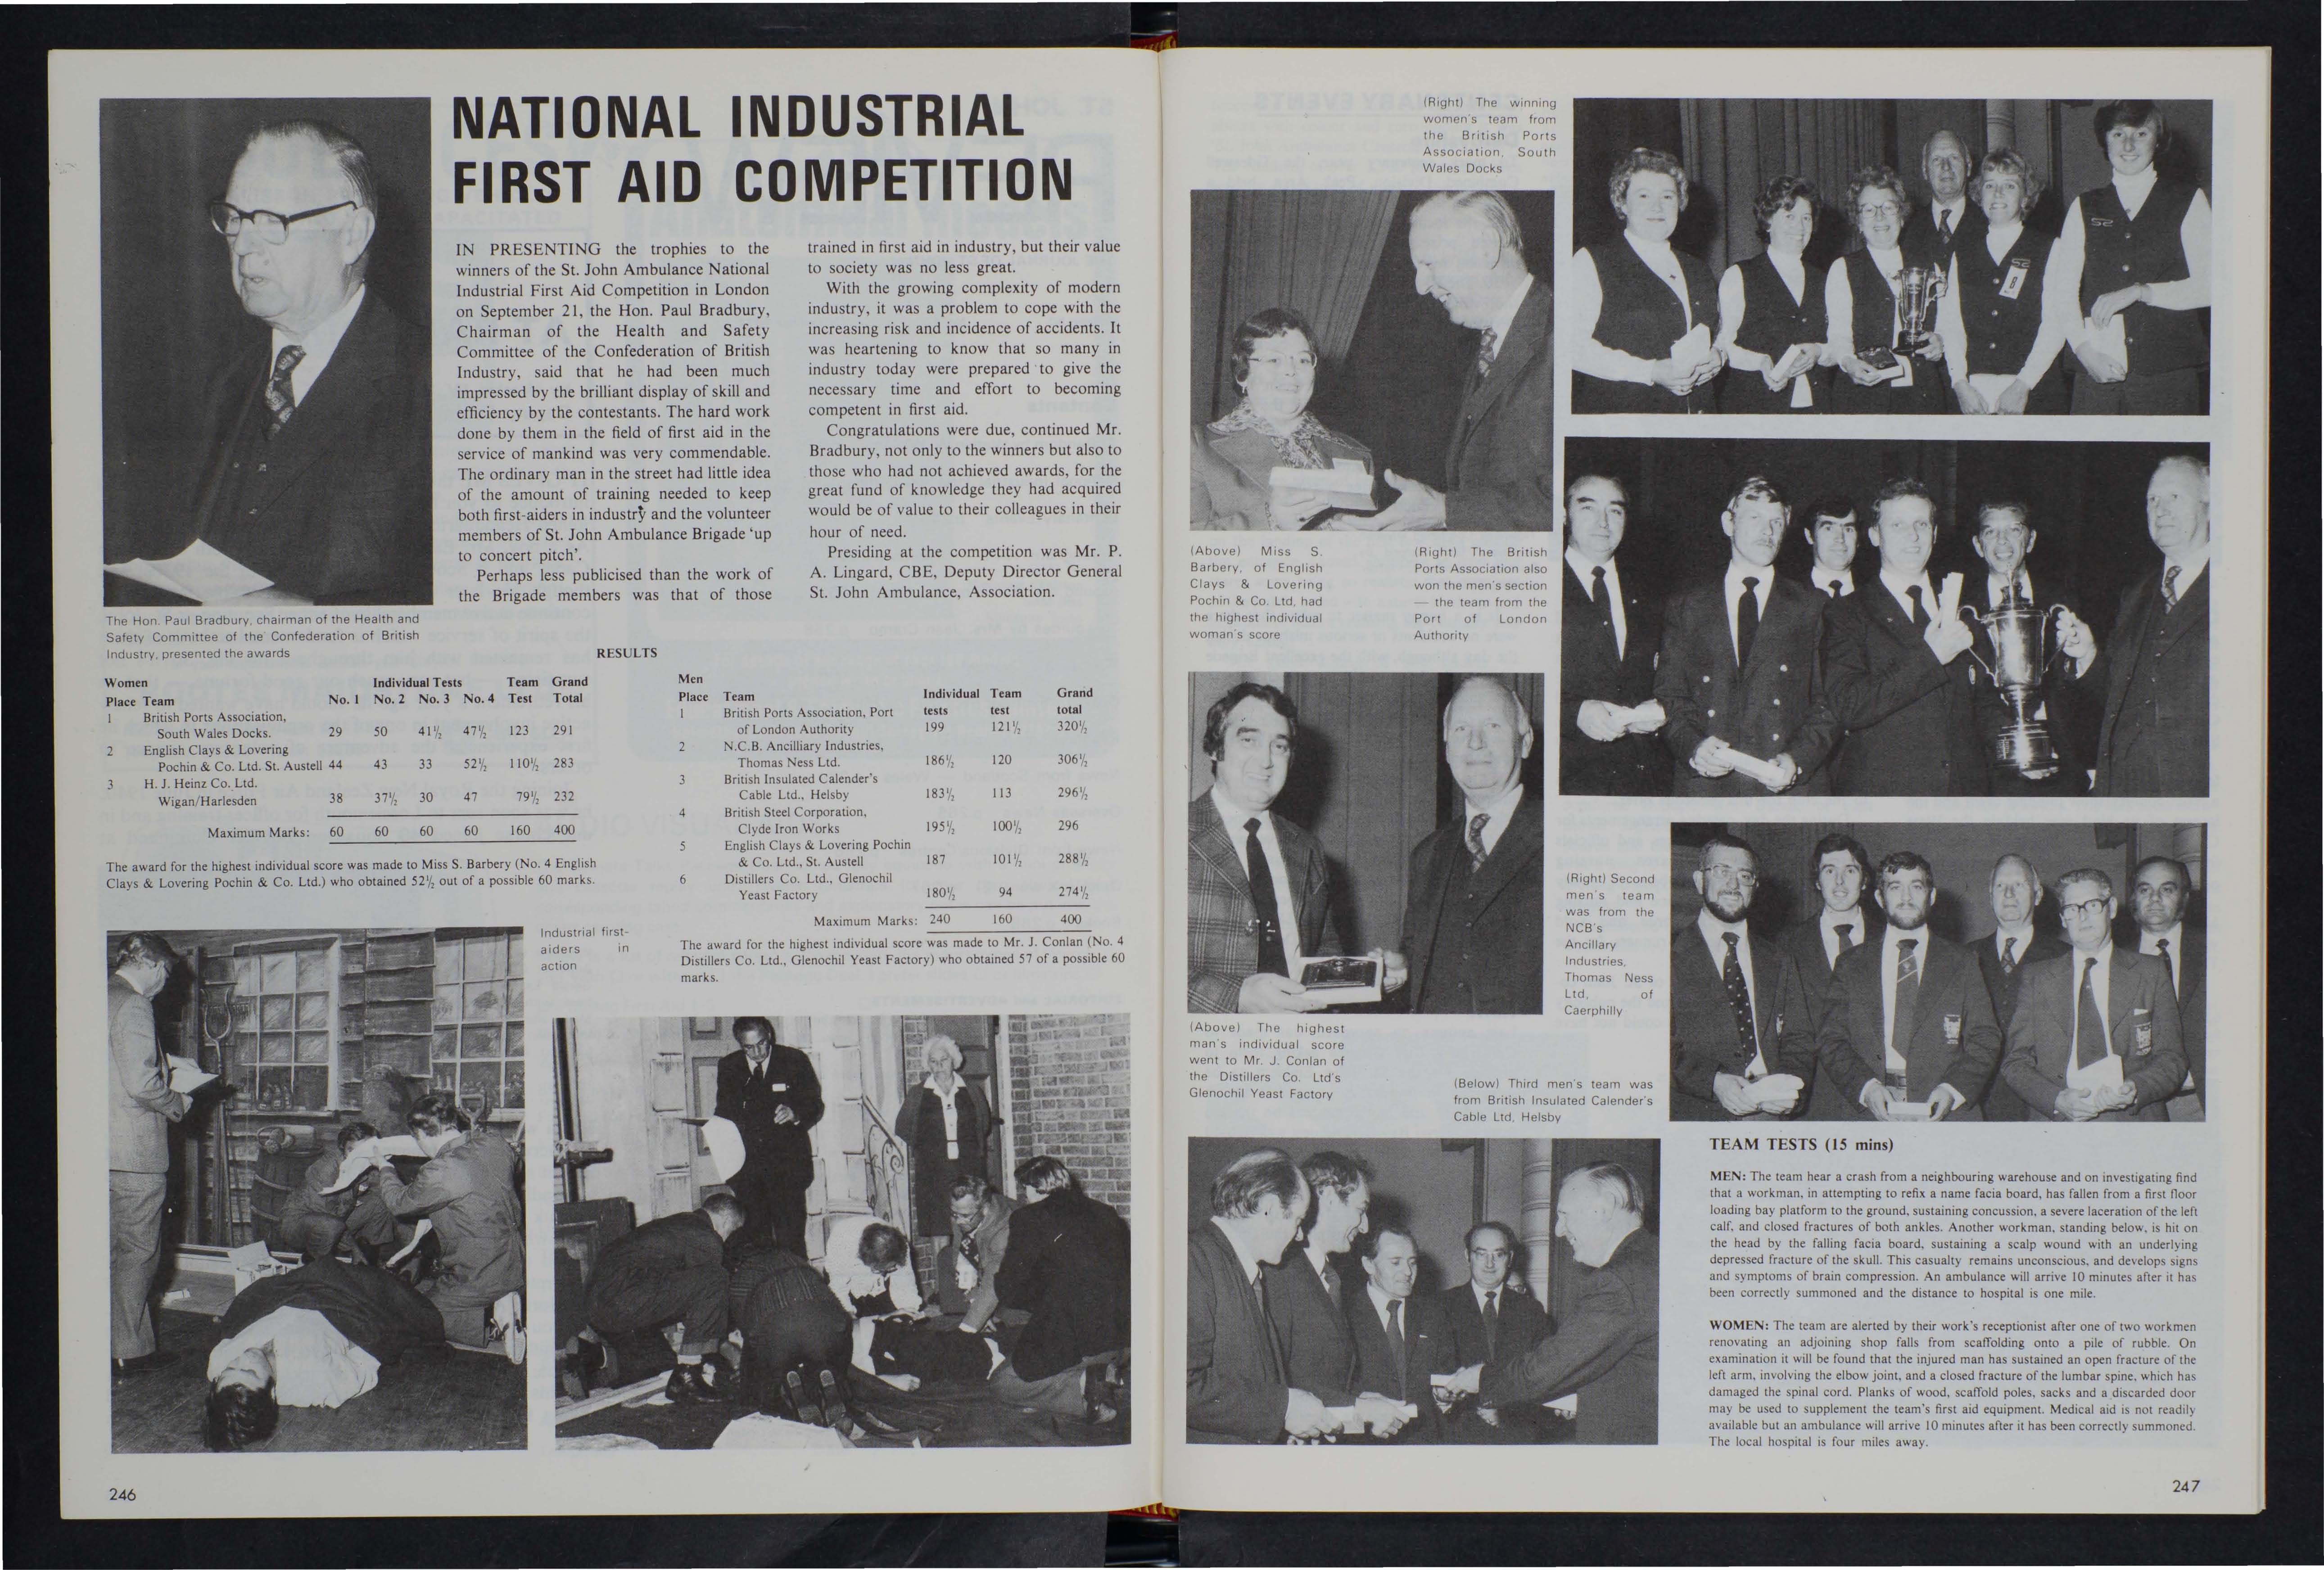 NATIONAL INDUSTRIAL
FIRST AID COMPETITION
IN PRESENTING the trophies to the
winners of the St. John Ambulance National
Industrial First Aid Competition in London
on September 21, the Hon. Paul Bradbury,
Chairman of the Health and Safety
Committee of the Confederation of British
Industry, said that he had been much
impressed by the brilliant display of skill and
efficiency by the contestants. The hard work
done by them in the field of first aid in the
service of mankind was very commendable.
The ordinary man in the street had little idea
of the amount of training needed to keep
both first-aiders in industry and the volunteer
members of St. John Ambulance Brigade ‘up
to concert pitch’.
Perhaps less publicised than the work of
the Brigade members was that of those
trained in first aid in industry, but their value
to society was no less great.
With the growing complexity of modern
industry, it was a problem to cope with the
increasing risk and incidence of accidents. It
was heartening to know that so many in
industry today were prepared to give the
necessary time and effort to becoming
competent in first aid.
Congratulations were due, continued Mr.
Bradbury, not only to the winners but also to
those who had not achieved awards, for the
great fund of knowledge they had acquired
would be of value to their colleagues in their
hour of need.
Presiding at the competition was Mr. P.
A. Lingard, CBE, Deputy Director General
St. John Ambulance, Association.
The Hon. Paul Bradbury, chairman of the Health and
Safety Committee of the Confederation of British
Industry, presented the awards
RESULTS
Women Individual Tests Team Grand
Place Team No. 1 No. 2 No. 3 No. 4 Test Total
1 British Ports Association,
South Wales Docks. 29 50 41½ 47½ 123 291
2 English Clays & Lovering
Pochin & Co. Ltd. St. Austell 44 43 33 52½ 110½ 283
3 H. J. Heinz Co. Ltd.
Wigan/Harlesden 38 37½ 30 47 79½ 232
Maximum Marks: 60 60 60 60 160 400
The award for the highest individual score was made to Miss S. Barbery (No. 4 English
Clays & Lovering Pochin & Co. Ltd.) who obtained 52½ out of a possible 60 marks.
Men
Place Team Individual Team Grand
1 British Ports Association, Port tests test total
of London Authority 199 121½ 320½
2 N.C.B. Ancilliary Industries,
Thomas Ness Ltd. 186½ 120 306½
3 British Insulated Calender's
Cable Ltd., Helsby 183½ 113 296½
4 British Steel Corporation,
Clyde Iron Works 195½ 100½ 296
5 English Clays & Lovering Pochin
& Co. Ltd., St. Austell 187 101½ 288½
6 Distillers Co. Ltd., Glenochil
Yeast Factory 180½ 94 274½
Maximum Marks: 240 160 400
The award for the highest individual score was made to Mr. J. Conlan (No. 4
Distillers Co. Ltd., Glenochil Yeast Factory) who obtained 57 of a possible 60
marks.
Industrial first-
aiders in
action
246
(Right) The winning
women's team from
the British Ports
Association, South
Wales Docks
(Above) Miss S.
Barbery, of English
Clays & Lovering
Pochin & Co. Ltd, had
the highest individual
woman's score
(Right) The British
Ports Association also
won the men's section
— the team from the
Port of London
Authority
(Right) Second
men's team
was from the
NCB's
Ancillary
Industries,
Thomas Ness
Ltd, of
Caerphilly
(Above) The highest
man's individual score
went to Mr. J. Conlan of
the Distillers Co. Ltd's
Glenochil Yeast Factory
(Below) Third men's team was
from British Insulated Calender's
Cable Ltd, Helsby
TEAM TESTS (15 mins)
MEN: The team hear a crash from a neighbouring warehouse and on investigating find
that a workman, in attempting to refix a name facia board, has fallen from a first floor
loading bay platform to the ground, sustaining concussion, a severe laceration of the left
calf, and closed fractures of both ankles. Another workman, standing below, is hit on
the head by the falling facia board, sustaining a scalp wound with an underlying
depressed fracture of the skull. This casualty remains unconscious, and develops signs
and symptoms of brain compression. An ambulance will arrive 10 minutes after it has
been correctly summoned and the distance to hospital is one mile.
WOMEN: The team are alerted by their work's receptionist after one of two workmen
renovating an adjoining shop falls from scaffolding onto a pile of rubble. On
examination it will be found that the injured man has sustained an open fracture of the
left arm, involving the elbow joint, and a closed fracture of the lumbar spine, which has
damaged the spinal cord. Planks of wood, scaffold poles, sacks and a discarded door
may be used to supplement the team's first aid equipment. Medical aid is not readily
available but an ambulance will arrive 10 minutes after it has been correctly summoned.
The local hospital is four miles away.
247